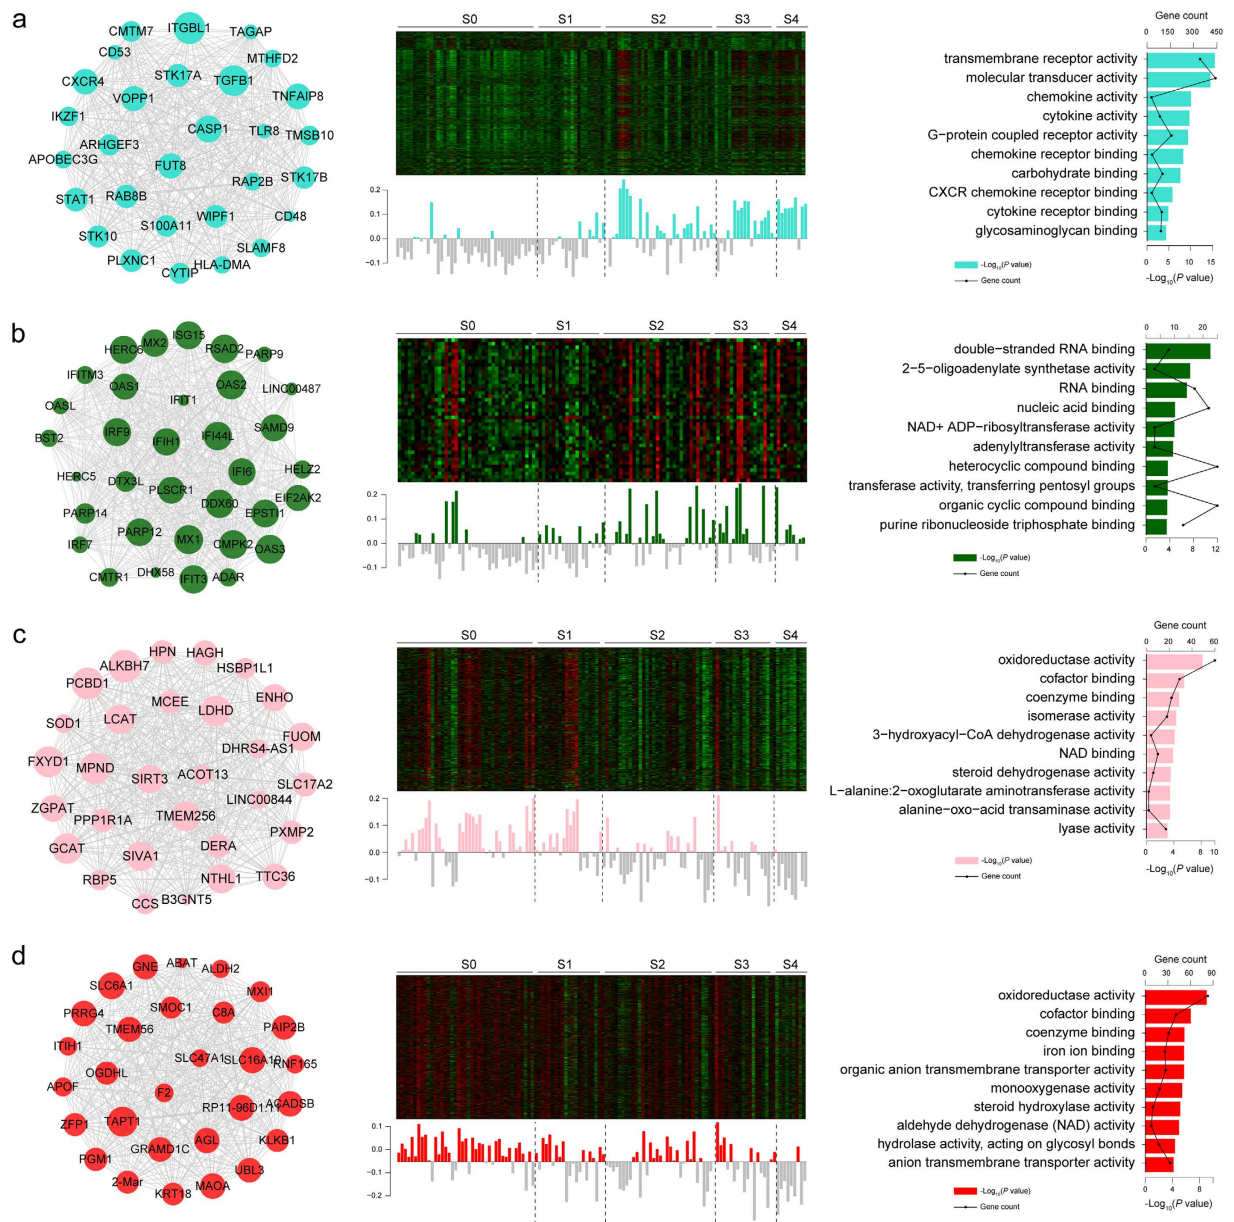 a
CMTM7
ITGBL1
TAGAP
CD53
MTHFD2
CXCR4
STK17A
TGFB1
VOPP1
TNFAIP8
IKZF1
CASP1
TLR8
TMSB10
ARHGEF3
APOBEC3G
FUT8
RAP2B
STK17B
STAT1
RAB8B
S100A11
WIPF1
CD48
STK10
SLAMF8
PLXNC1
CYTIP
HLA-DMA
S0 S1 S2 S3 S4
0.2
0.1
0.0
−0.1
Gene count
0 150 300 450
transmembrane receptor activity
molecular transducer activity
chemokine activity
cytokine activity
G−protein coupled receptor activity
chemokine receptor binding
carbohydrate binding
CXCR chemokine receptor binding
cytokine receptor binding
glycosaminoglycan binding
0 5 10 15
-Log10(P value)
-Log10(P value)
Gene count
b
HERC6
MX2
ISG15
RSAD2
PARP9
IFITM3
OAS1
OAS2
LINC00487
IFIT1
OASL
BST2
IRF9
IFIH1
IFI44L
SAMD9
HERC5
DTX3L
IFI6
HELZ2
PLSCR1
EIF2AK2
PARP14
DDX60
EPSTI1
PARP12
MX1
IRF7
CMPK2
OAS3
CMTR1
DHX58
IFIT3
ADAR
S0 S1 S2 S3 S4
0.2
0.1
0.0
−0.1
0 10 20
double−stranded RNA binding
2−5−oligoadenylate synthetase activity
RNA binding
nucleic acid binding
NAD+ ADP−ribosyltransferase activity
adenylyltransferase activity
heterocyclic compound binding
transferase activity, transferring pentosyl groups
organic cyclic compound binding
purine ribonucleoside triphosphate binding
0 2 4 6 8 10 12
-Log10(P value)
Gene count
c
HPN
HAGH
ALKBH7
HSBP1L1
PCBD1
MCEE
ENHO
LCAT
LDHD
SOD1
FUOM
DHRS4-AS1
FXYD1
MPND
SIRT3
ACOT13
SLC17A2
LINC00844
ZGPAT
PPP1R1A
TMEM256
PXMP2
GCAT
SIVA1
DERA
RBP5
NTHL1
TTC36
CCS
B3GNT5
S0 S1 S2 S3 S4
0.2
0.1
0.0
−0.1
Gene count
0 20 40 60
oxidoreductase activity
cofactor binding
coenzyme binding
isomerase activity
3−hydroxyacyl−CoA dehydrogenase activity
NAD binding
steroid dehydrogenase activity
L−alanine:2−oxoglutarate aminotransferase activity
alanine−oxo−acid transaminase activity
lyase activity
0 4 8 10
-Log10(P value)
-Log10(P value)
Gene count
d
GNE
ABAT
ALDH2
SLC6A1
MXI1
PRRG4
SMOC1
C8A
TMEM56
PAIP2B
ITIH1
SLC47A1
SLC16A10
RNF165
OGDHL
APOF
F2
RP11-96D1.11
ACADSB
ZFP1
TAPT1
AGL
KLKB1
GRAMD1C
PGM1
UBL3
2-Mar
KRT18
MAOA
S0 S1 S2 S3 S4
0.1
0.0
−0.1
−0.2
Gene count
0 30 60 90
oxidoreductase activity
cofactor binding
coenzyme binding
iron ion binding
organic anion transmembrane transporter activity
monooxygenase activity
steroid hydroxylase activity
aldehyde dehydrogenase (NAD) activity
hydrolase activity, acting on glycosyl bonds
anion transmembrane transporter activity
0 4 8
-Log10(P value)
-Log10(P value)
Gene count